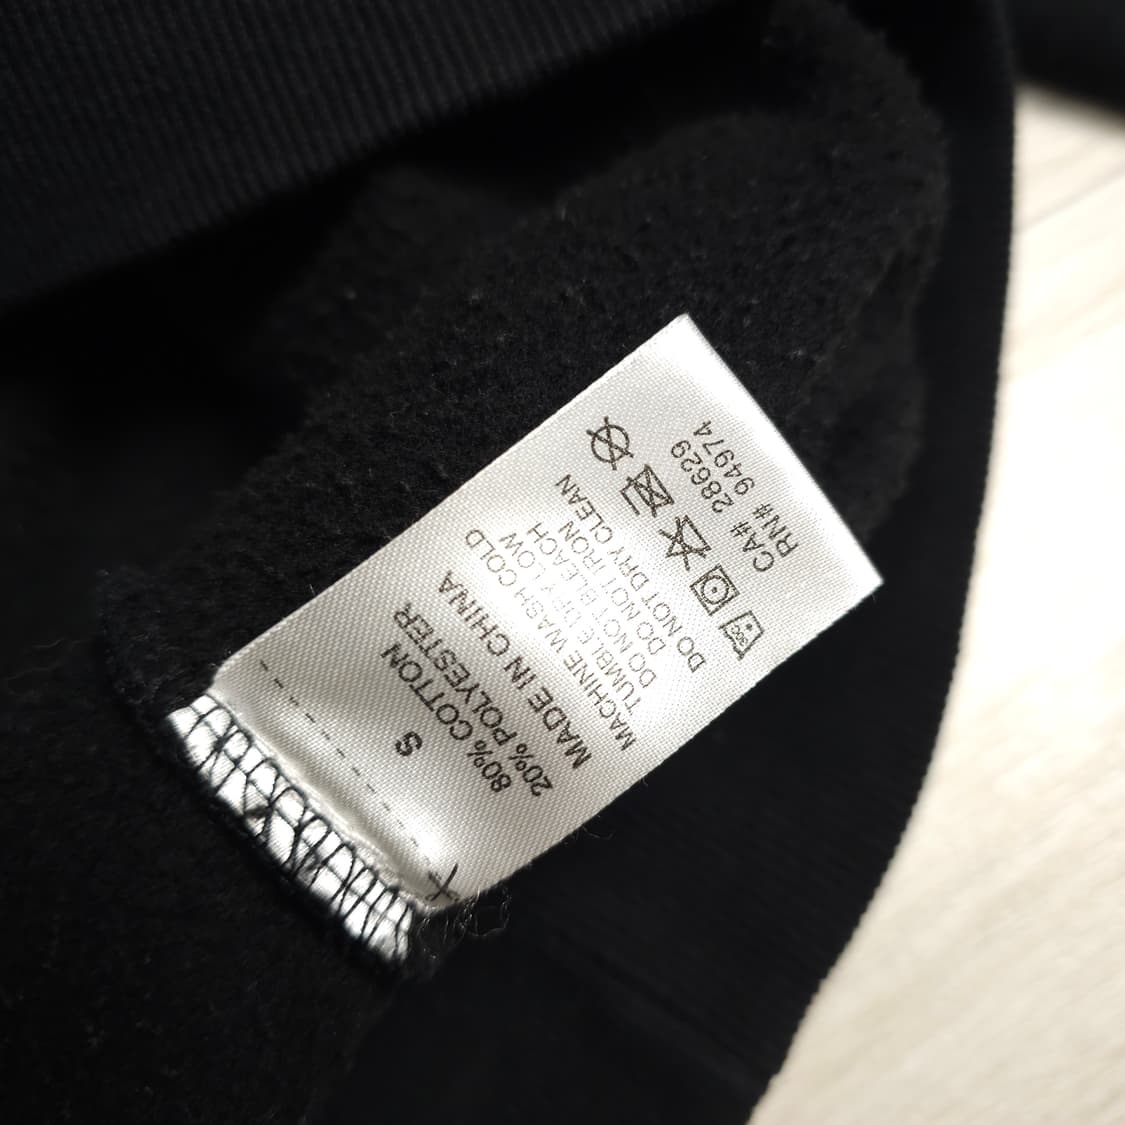 S
80% COTTON
20% POLYESTER
MADE IN CHINA
MACHINE WASH COLD
TUMBLE DRY LOW
DO NOT BLEACH
DO NOT IRON
DO NOT DRY CLEAN
30C
CA# 28629
RN# 94974